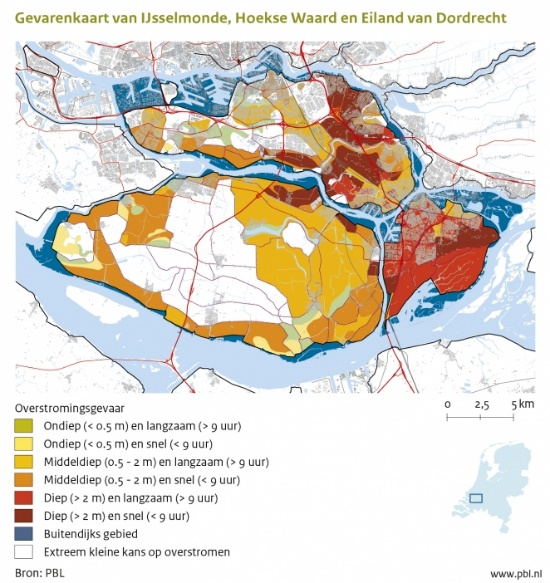 Gevarenkaart van IJsselmonde, Hoekse Waard en Eiland van Dordrecht
Overstromingsgevaar
0 2,5 5 km
Ondiep (< 0.5 m) en langzaam (> 9 uur)
Ondiep (< 0.5 m) en snel (< 9 uur)
Middeldiep (0.5 - 2 m) en langzaam (> 9 uur)
Middeldiep (0.5 - 2 m) en snel (< 9 uur)
Diep (> 2 m) en langzaam (> 9 uur)
Diep (> 2 m) en snel (< 9 uur)
Buitendijks gebied
Extreem kleine kans op overstromen
Bron: PBL
www.pbl.nl